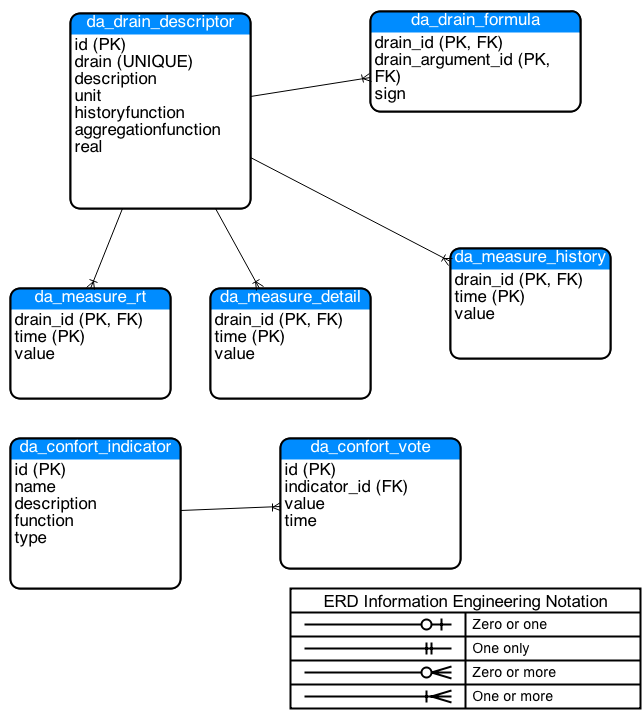 da_drain_descriptor
id (PK)
drain (UNIQUE)
description
unit
historyfunction
aggregationfunction
real
da_drain_formula
drain_id (PK, FK)
drain_argument_id (PK,
FK)
sign
da_measure_history
drain_id (PK, FK)
time (PK)
value
da_measure_rt
drain_id (PK, FK)
time (PK)
value
da_measure_detail
drain_id (PK, FK)
time (PK)
value
da_confort_indicator
id (PK)
name
description
function
type
da_confort_vote
id (PK)
indicator_id (FK)
value
time
ERD Information Engineering Notation
Zero or one
One only
Zero or more
One or more